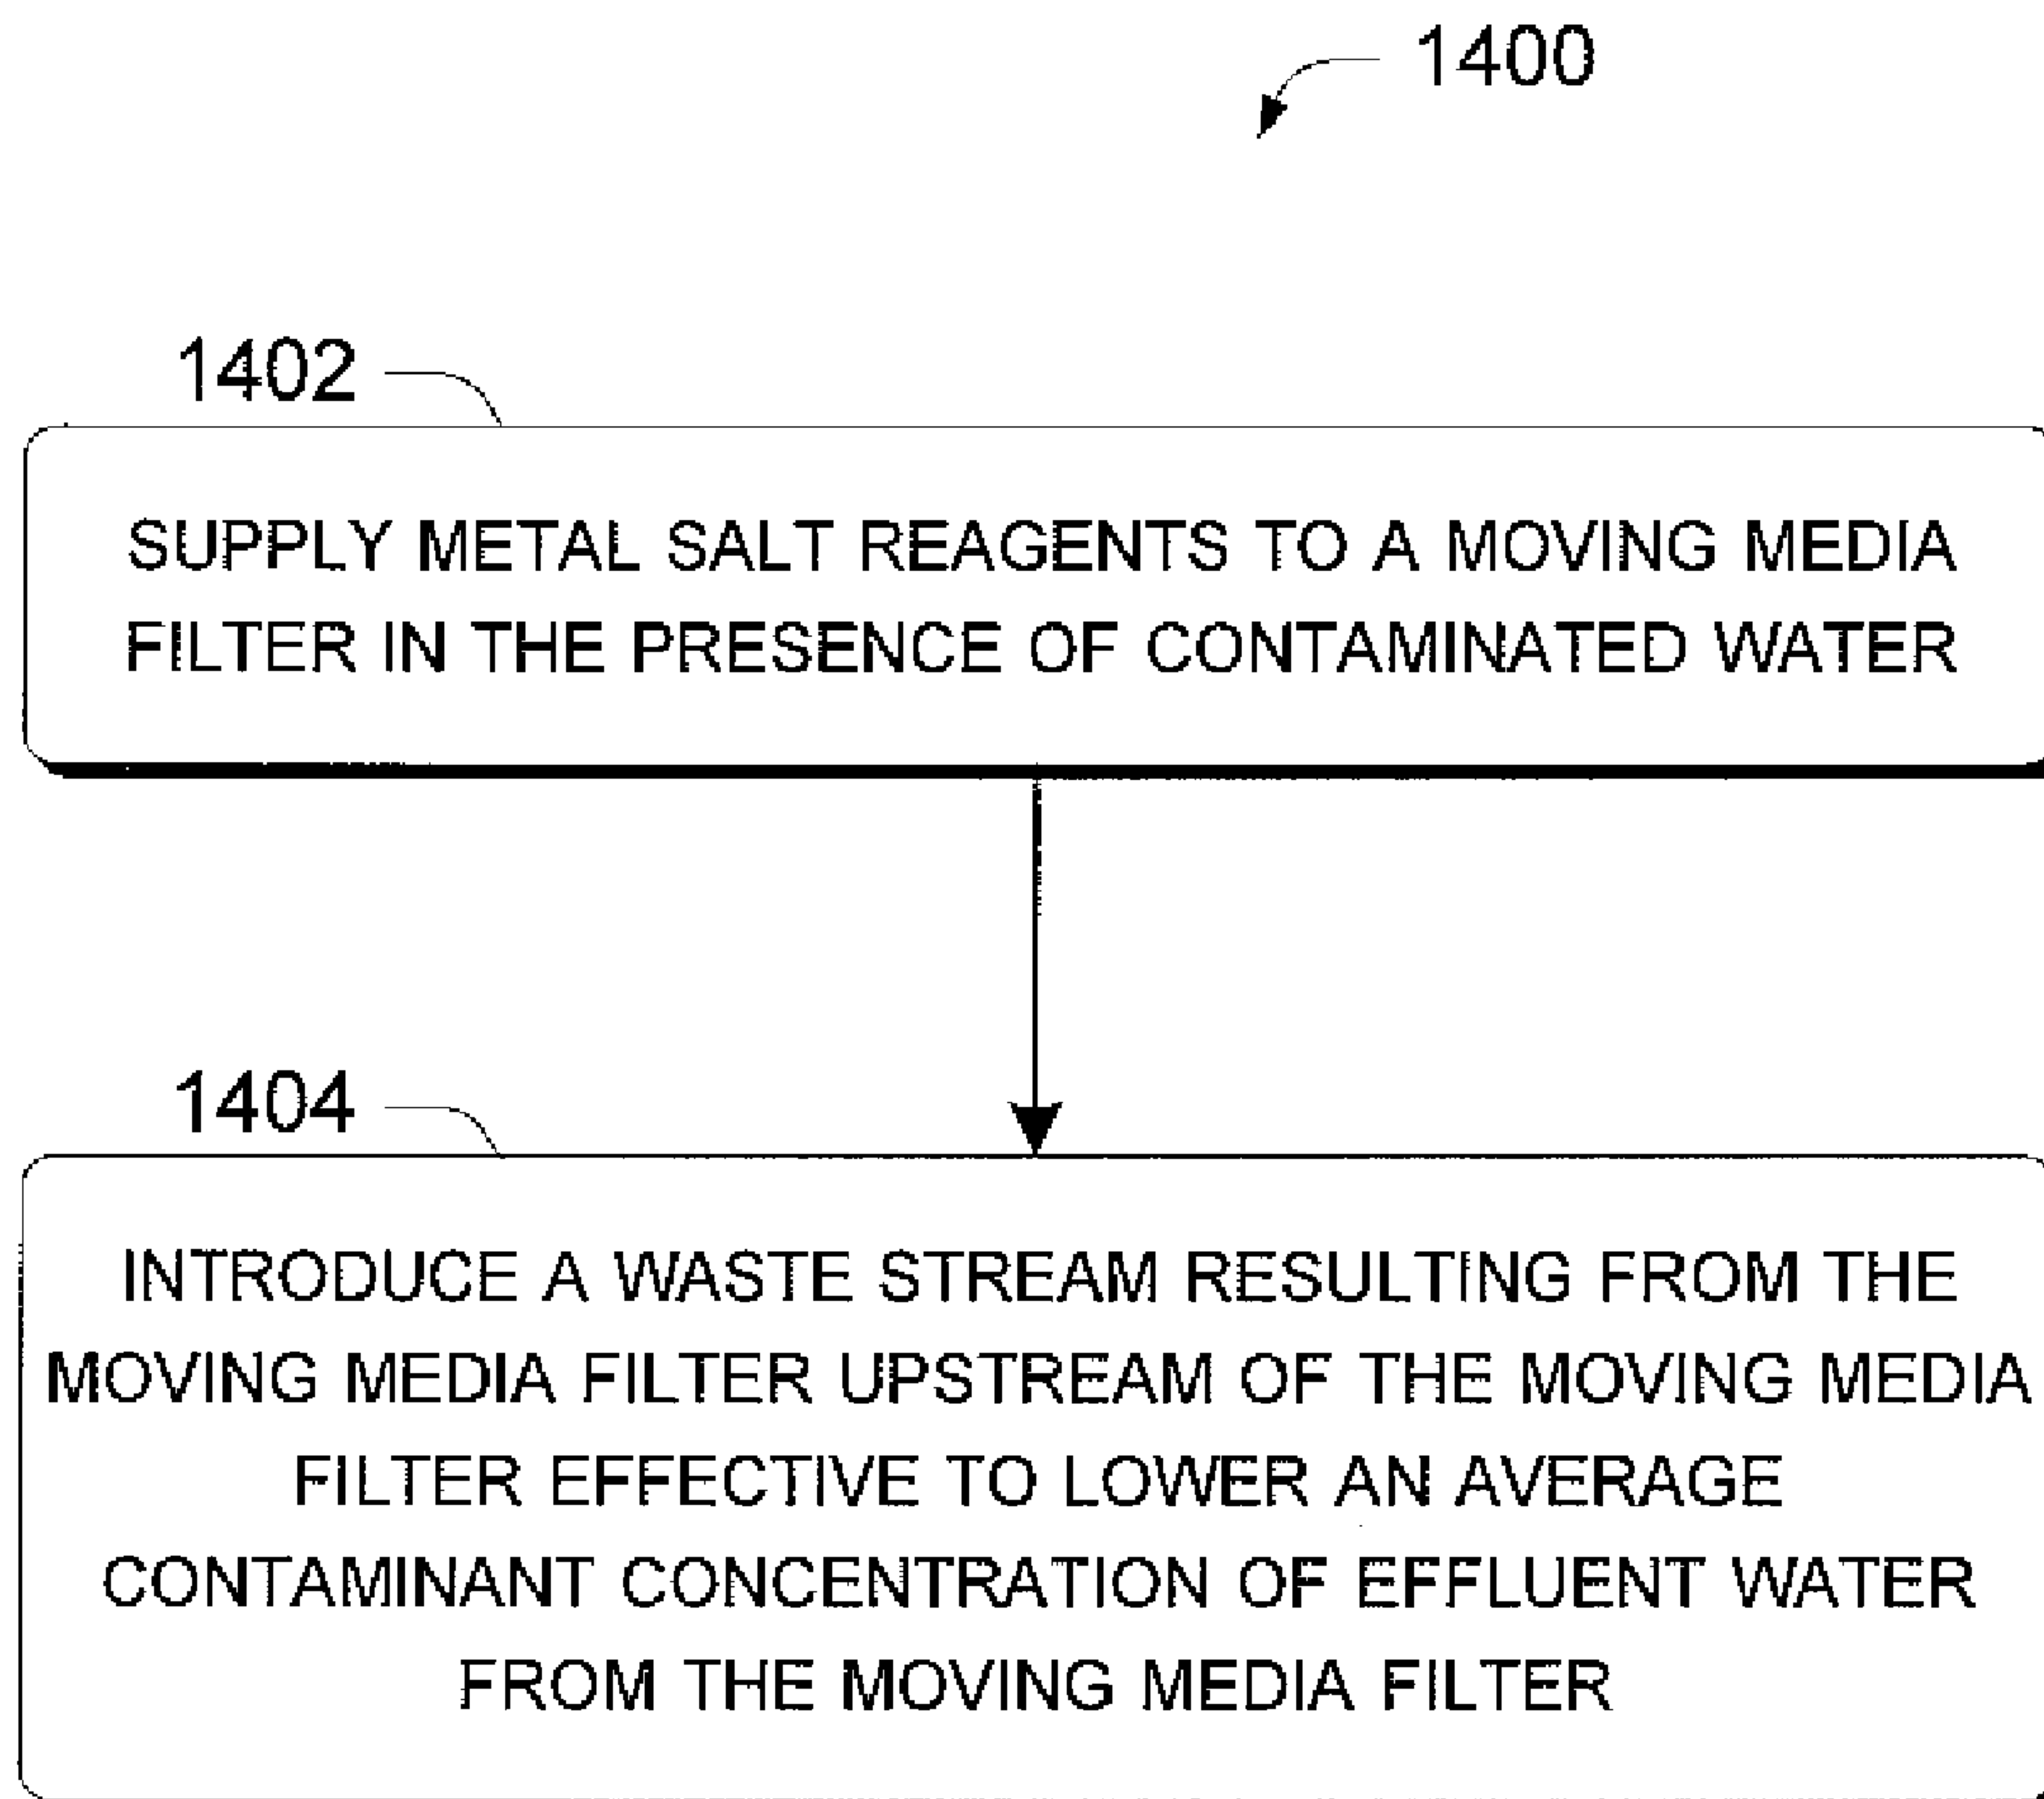 1400
1402
SUPPLY METAL SALT REAGENTS TO A MOVING MEDIA
FILTER IN THE PRESENCE OF CONTAMINATED WATER
1404
INTRODUCE A WASTE STREAM RESULTING FROM THE
MOVING MEDIA FILTER UPSTREAM OF THE MOVING MEDIA
FILTER EFFECTIVE TO LOWER AN AVERAGE
CONTAMINANT CONCENTRATION OF EFFLUENT WATER
FROM THE MOVING MEDIA FILTER